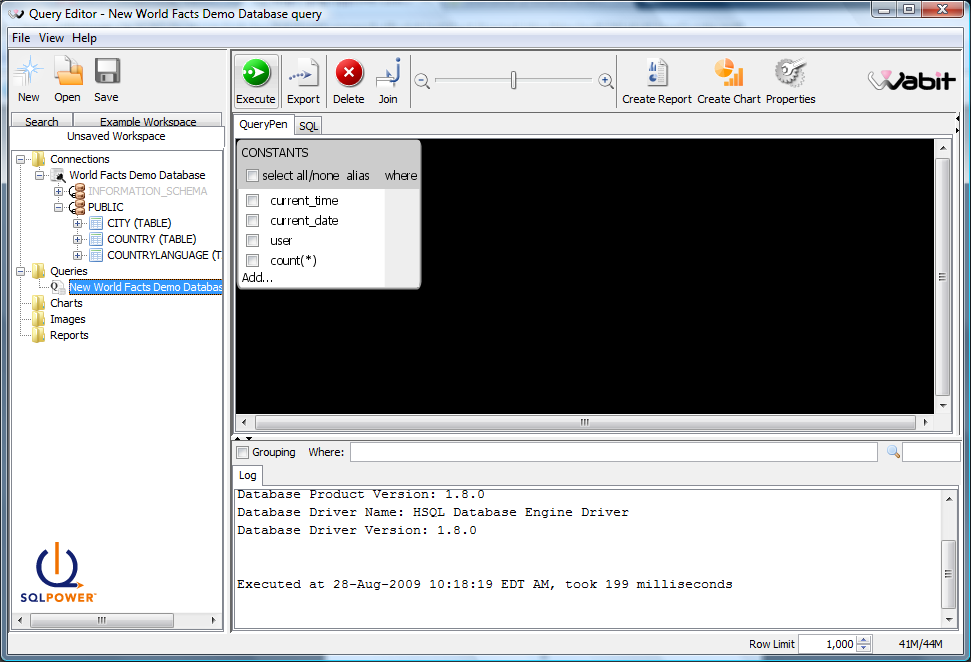 Query Editor - New World Facts Demo Database query
File View Help
New Open Save
Execute Export Delete Join Create Report Create Chart Properties Wabit
Search Example Workspace
Unsaved Workspace
Connections
World Facts Demo Database
INFORMATION_SCHEMA
PUBLIC
CITY (TABLE)
COUNTRY (TABLE)
COUNTRYLANGUAGE (T
Queries
New World Facts Demo Databas
Charts
Images
Reports
SQLPOWER
QueryPen SQL
CONSTANTS
select all/none alias where
current_time
current_date
user
count(*)
Add...
Grouping Where:
Log
Database Product Version: 1.8.0
Database Driver Name: HSQL Database Engine Driver
Database Driver Version: 1.8.0
Executed at 28-Aug-2009 10:18:19 EDT AM, took 199 milliseconds
Row Limit 1,000 41M/44M